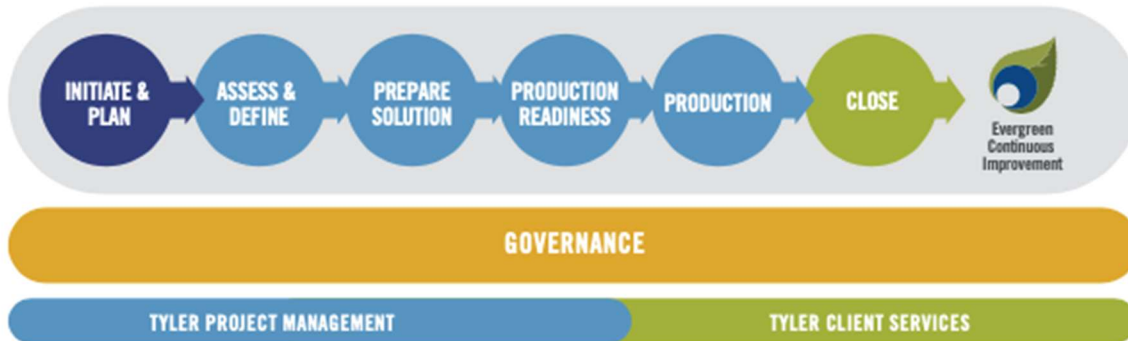 INITIATE &
PLAN
ASSESS &
DEFINE
PREPARE
SOLUTION
PRODUCTION
READINESS
PRODUCTION
CLOSE
Evergreen
Continuous
Improvement
GOVERNANCE
TYLER PROJECT MANAGEMENT
TYLER CLIENT SERVICES